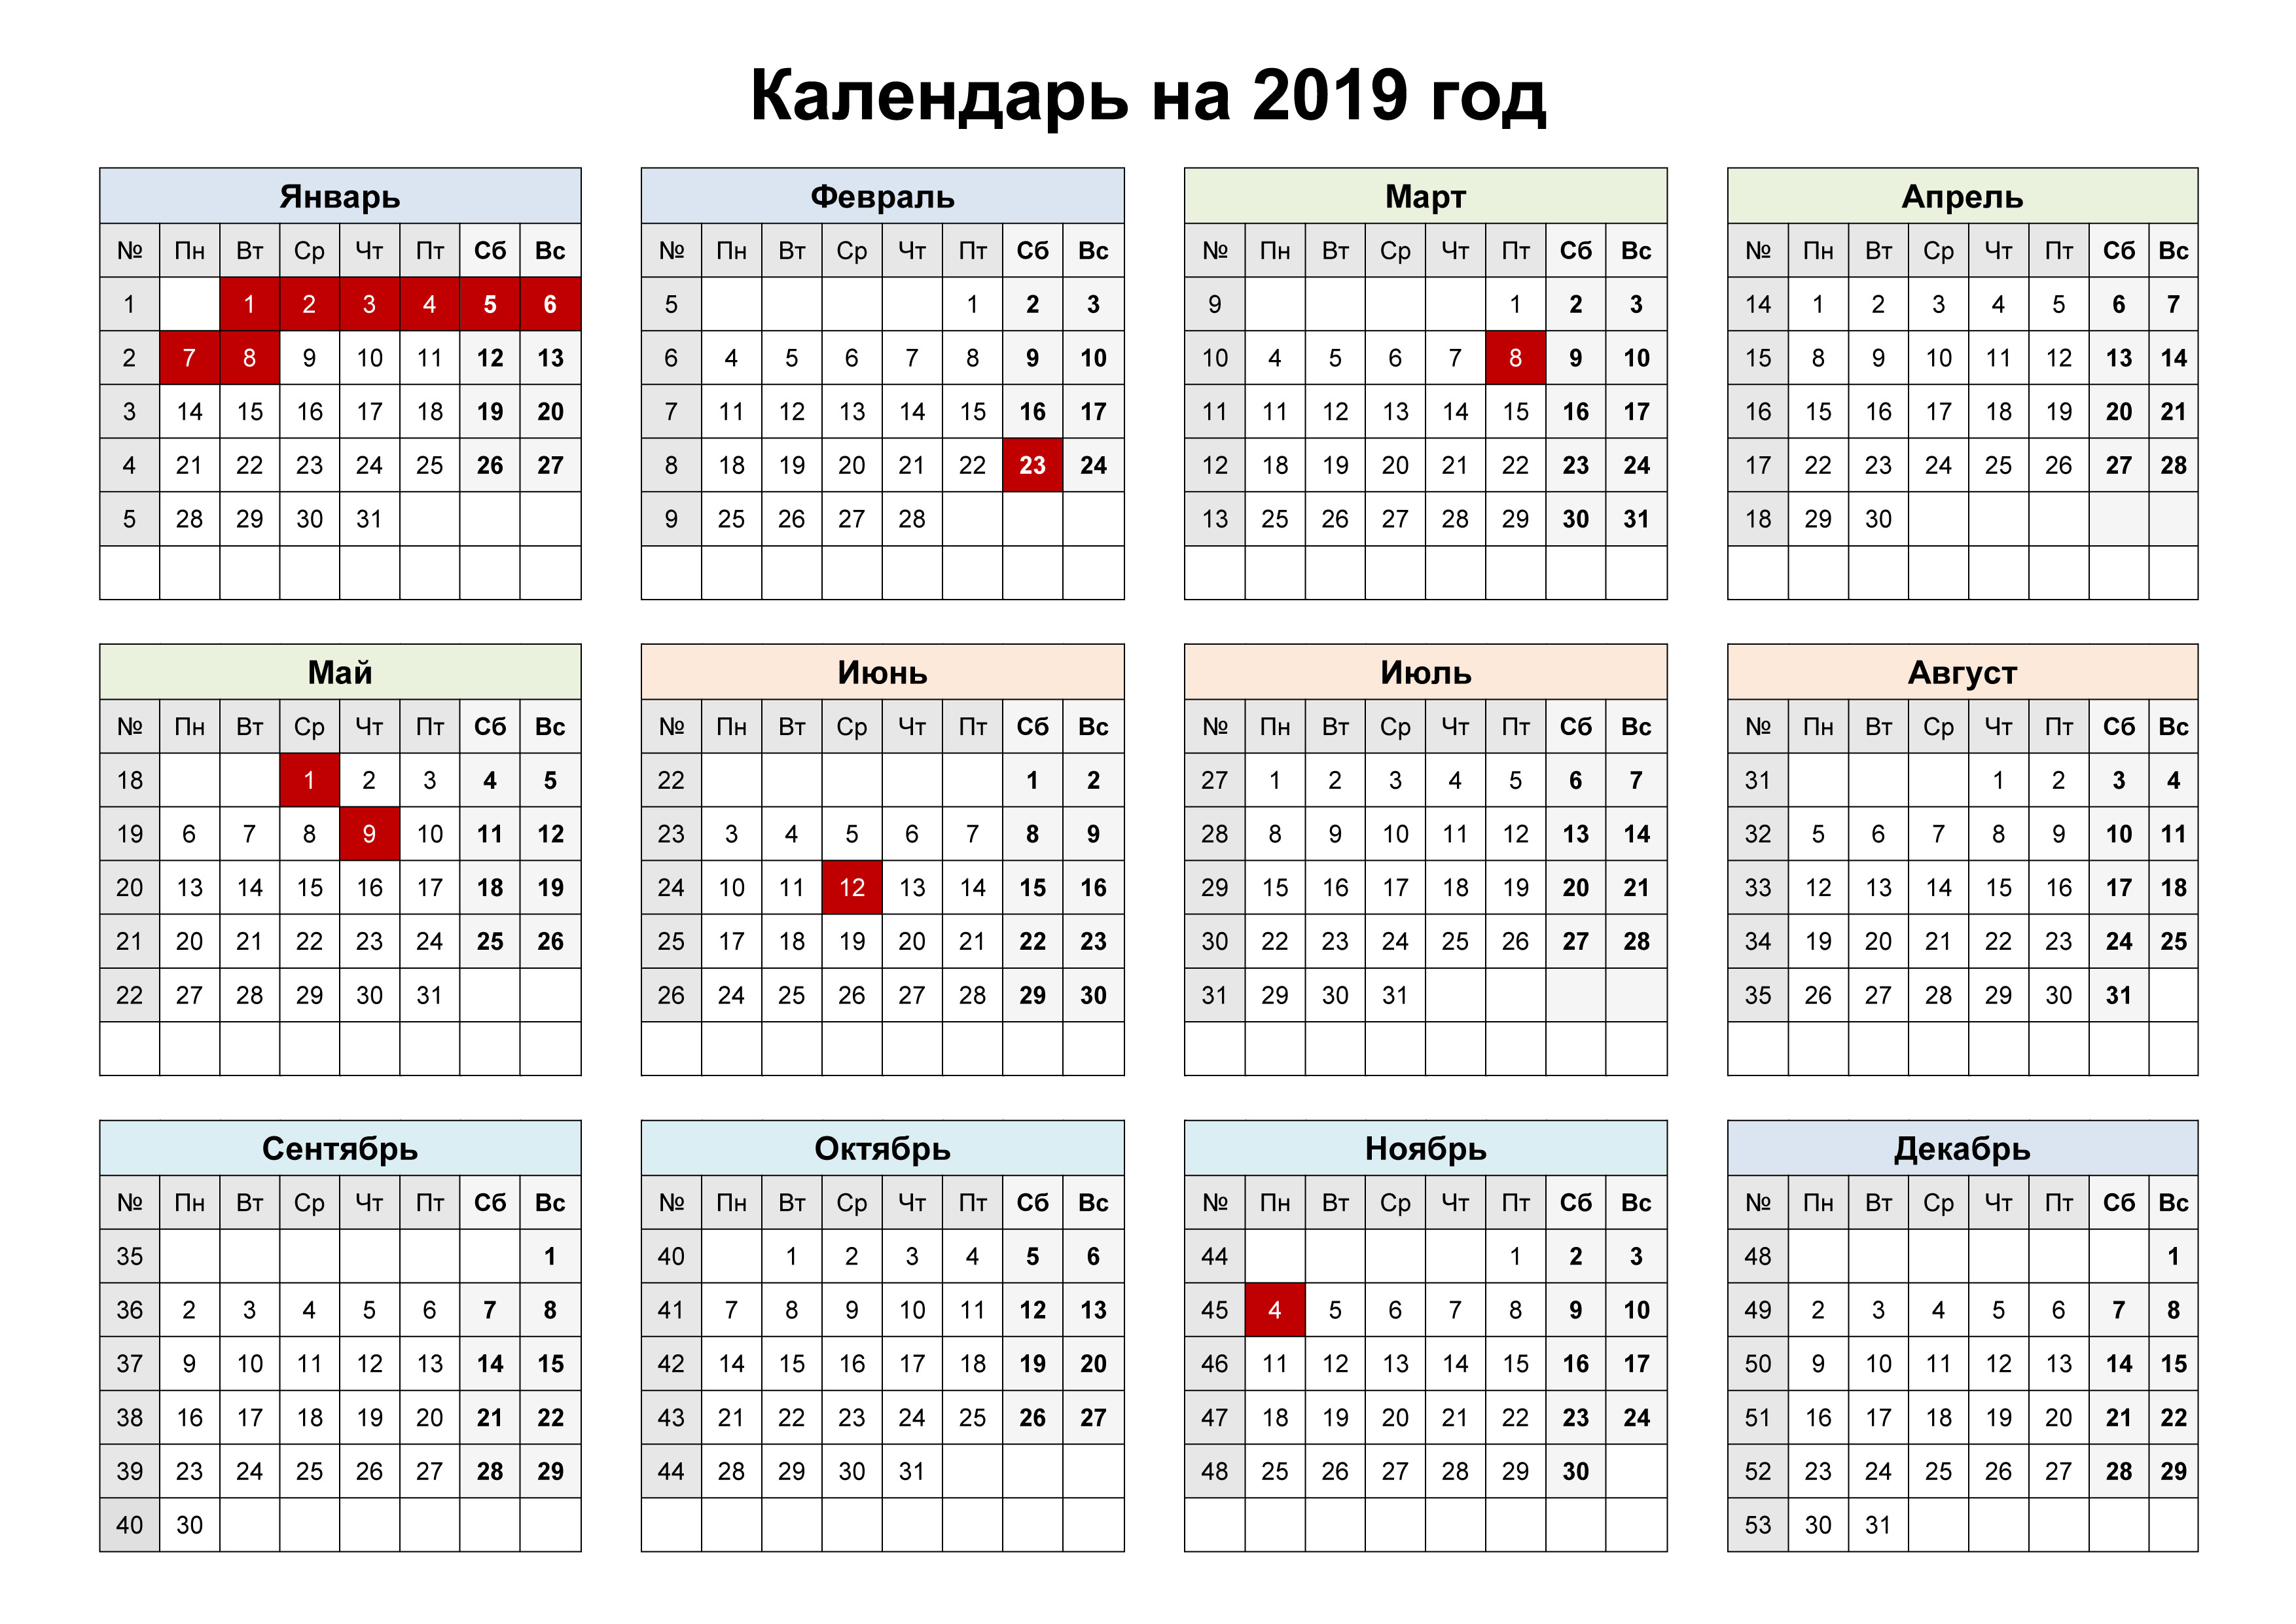 Календарь на 2019 год
Январь
№ Пн Вт Ср Чт Пт Сб Вс
1 1 2 3 4 5 6
2 7 8 9 10 11 12 13
3 14 15 16 17 18 19 20
4 21 22 23 24 25 26 27
5 28 29 30 31
Февраль
№ Пн Вт Ср Чт Пт Сб Вс
5 1 2 3
6 4 5 6 7 8 9 10
7 11 12 13 14 15 16 17
8 18 19 20 21 22 23 24
9 25 26 27 28
Март
№ Пн Вт Ср Чт Пт Сб Вс
9 1 2 3
10 4 5 6 7 8 9 10
11 11 12 13 14 15 16 17
12 18 19 20 21 22 23 24
13 25 26 27 28 29 30 31
Апрель
№ Пн Вт Ср Чт Пт Сб Вс
14 1 2 3 4 5 6 7
15 8 9 10 11 12 13 14
16 15 16 17 18 19 20 21
17 22 23 24 25 26 27 28
18 29 30
Май
№ Пн Вт Ср Чт Пт Сб Вс
18 1 2 3 4 5
19 6 7 8 9 10 11 12
20 13 14 15 16 17 18 19
21 20 21 22 23 24 25 26
22 27 28 29 30 31
Июнь
№ Пн Вт Ср Чт Пт Сб Вс
22 1 2
23 3 4 5 6 7 8 9
24 10 11 12 13 14 15 16
25 17 18 19 20 21 22 23
26 24 25 26 27 28 29 30
Июль
№ Пн Вт Ср Чт Пт Сб Вс
27 1 2 3 4 5 6 7
28 8 9 10 11 12 13 14
29 15 16 17 18 19 20 21
30 22 23 24 25 26 27 28
31 29 30 31
Август
№ Пн Вт Ср Чт Пт Сб Вс
31 1 2 3 4
32 5 6 7 8 9 10 11
33 12 13 14 15 16 17 18
34 19 20 21 22 23 24 25
35 26 27 28 29 30 31
Сентябрь
№ Пн Вт Ср Чт Пт Сб Вс
35 1
36 2 3 4 5 6 7 8
37 9 10 11 12 13 14 15
38 16 17 18 19 20 21 22
39 23 24 25 26 27 28 29
40 30
Октябрь
№ Пн Вт Ср Чт Пт Сб Вс
40 1 2 3 4 5 6
41 7 8 9 10 11 12 13
42 14 15 16 17 18 19 20
43 21 22 23 24 25 26 27
44 28 29 30 31
Ноябрь
№ Пн Вт Ср Чт Пт Сб Вс
44 1 2 3
45 4 5 6 7 8 9 10
46 11 12 13 14 15 16 17
47 18 19 20 21 22 23 24
48 25 26 27 28 29 30
Декабрь
№ Пн Вт Ср Чт Пт Сб Вс
48 1
49 2 3 4 5 6 7 8
50 9 10 11 12 13 14 15
51 16 17 18 19 20 21 22
52 23 24 25 26 27 28 29
53 30 31